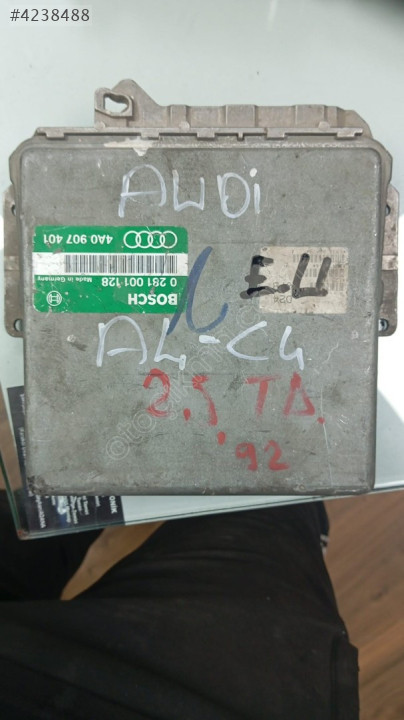 #4238488
AUDi
4A0 907 401
Made in Germany
0 281 001 128
BOSCH
E.U
A4-C4
2.5 TD.
'92